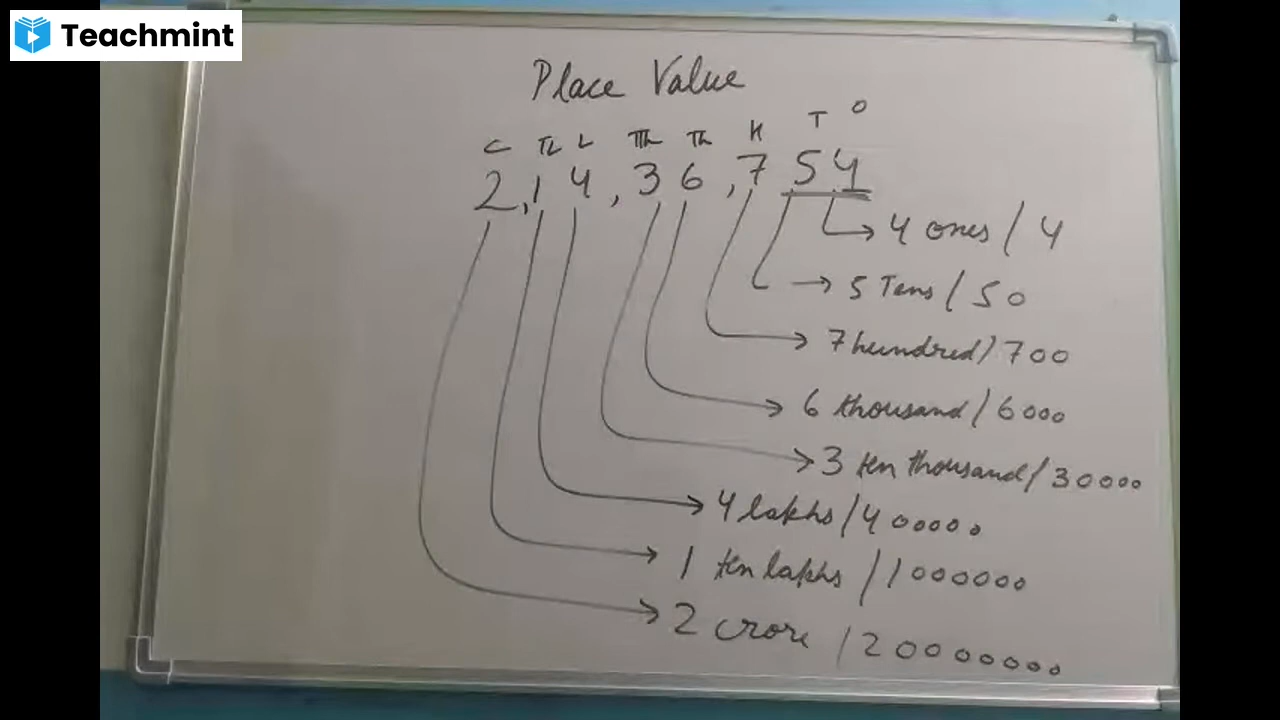 Teachmint
Place Value
C TL L TTh Th H T O
2,14,36,754
4 ones / 4
5 Tens / 50
7 hundred / 700
6 thousand / 6000
3 ten thousand / 30000
4 lakhs / 400000
1 ten lakhs / 1000000
2 crore / 20000000